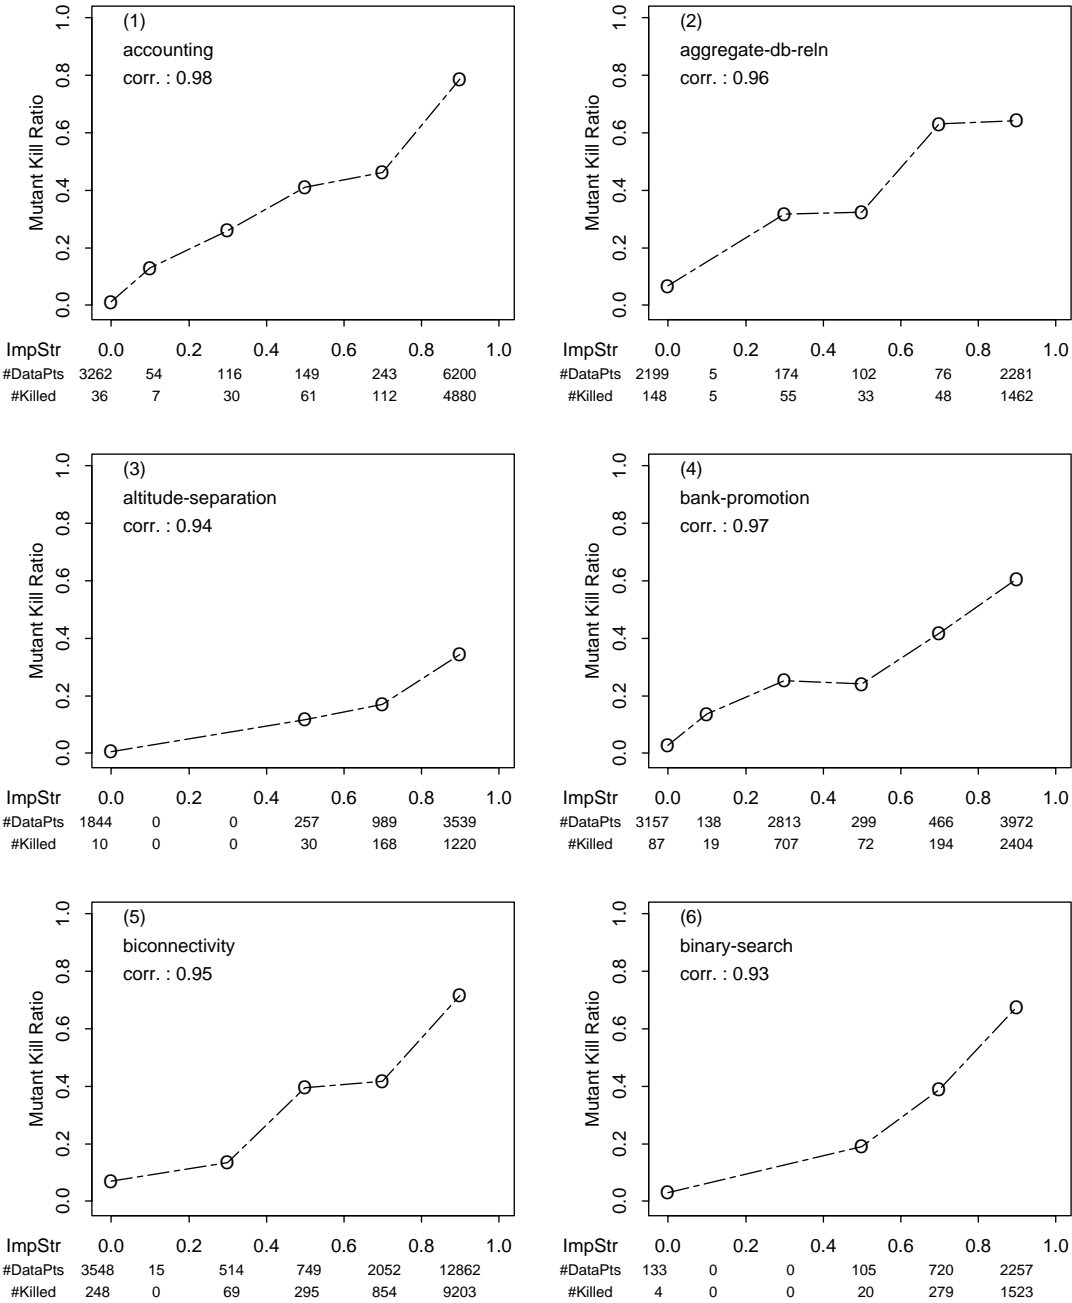 (1)
accounting
corr. : 0.98
Mutant Kill Ratio
0.0 0.2 0.4 0.6 0.8 1.0
ImpStr 0.0 0.2 0.4 0.6 0.8 1.0
#DataPts 3262 54 116 149 243 6200
#Killed 36 7 30 61 112 4880
(2)
aggregate-db-reln
corr. : 0.96
Mutant Kill Ratio
0.0 0.2 0.4 0.6 0.8 1.0
ImpStr 0.0 0.2 0.4 0.6 0.8 1.0
#DataPts 2199 5 174 102 76 2281
#Killed 148 5 55 33 48 1462
(3)
altitude-separation
corr. : 0.94
Mutant Kill Ratio
0.0 0.2 0.4 0.6 0.8 1.0
ImpStr 0.0 0.2 0.4 0.6 0.8 1.0
#DataPts 1844 0 0 257 989 3539
#Killed 10 0 0 30 168 1220
(4)
bank-promotion
corr. : 0.97
Mutant Kill Ratio
0.0 0.2 0.4 0.6 0.8 1.0
ImpStr 0.0 0.2 0.4 0.6 0.8 1.0
#DataPts 3157 138 2813 299 466 3972
#Killed 87 19 707 72 194 2404
(5)
biconnectivity
corr. : 0.95
Mutant Kill Ratio
0.0 0.2 0.4 0.6 0.8 1.0
ImpStr 0.0 0.2 0.4 0.6 0.8 1.0
#DataPts 3548 15 514 749 2052 12862
#Killed 248 0 69 295 854 9203
(6)
binary-search
corr. : 0.93
Mutant Kill Ratio
0.0 0.2 0.4 0.6 0.8 1.0
ImpStr 0.0 0.2 0.4 0.6 0.8 1.0
#DataPts 133 0 0 105 720 2257
#Killed 4 0 0 20 279 1523